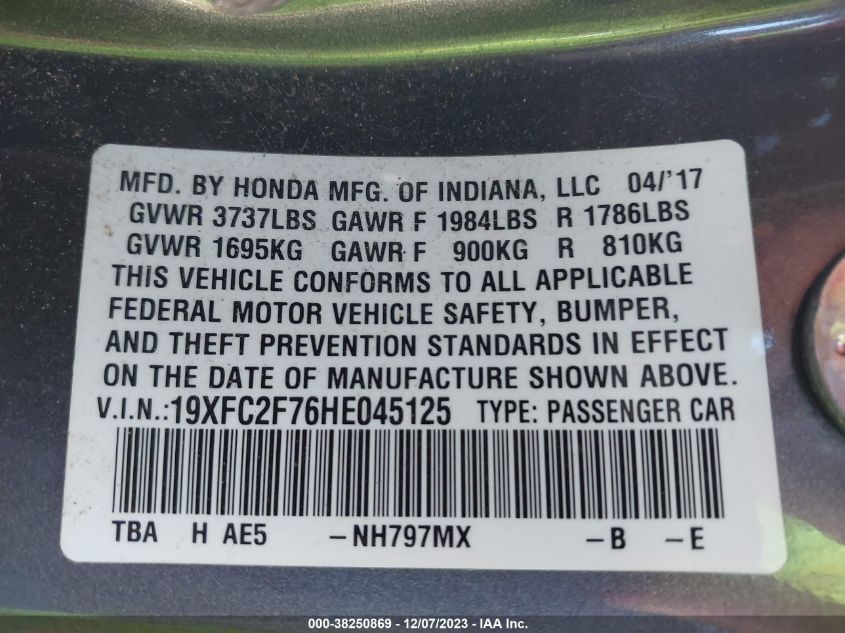 MFD. BY HONDA MFG. OF INDIANA, LLC 04/'17
GVWR 3737LBS GAWR F 1984LBS R 1786LBS
GVWR 1695KG GAWR F 900KG R 810KG
THIS VEHICLE CONFORMS TO ALL APPLICABLE
FEDERAL MOTOR VEHICLE SAFETY, BUMPER,
AND THEFT PREVENTION STANDARDS IN EFFECT
ON THE DATE OF MANUFACTURE SHOWN ABOVE.
V.I.N.:19XFC2F76HE045125 TYPE: PASSENGER CAR
TBA H AE5 -NH797MX -B -E
000-38250869 - 12/07/2023 - IAA Inc.